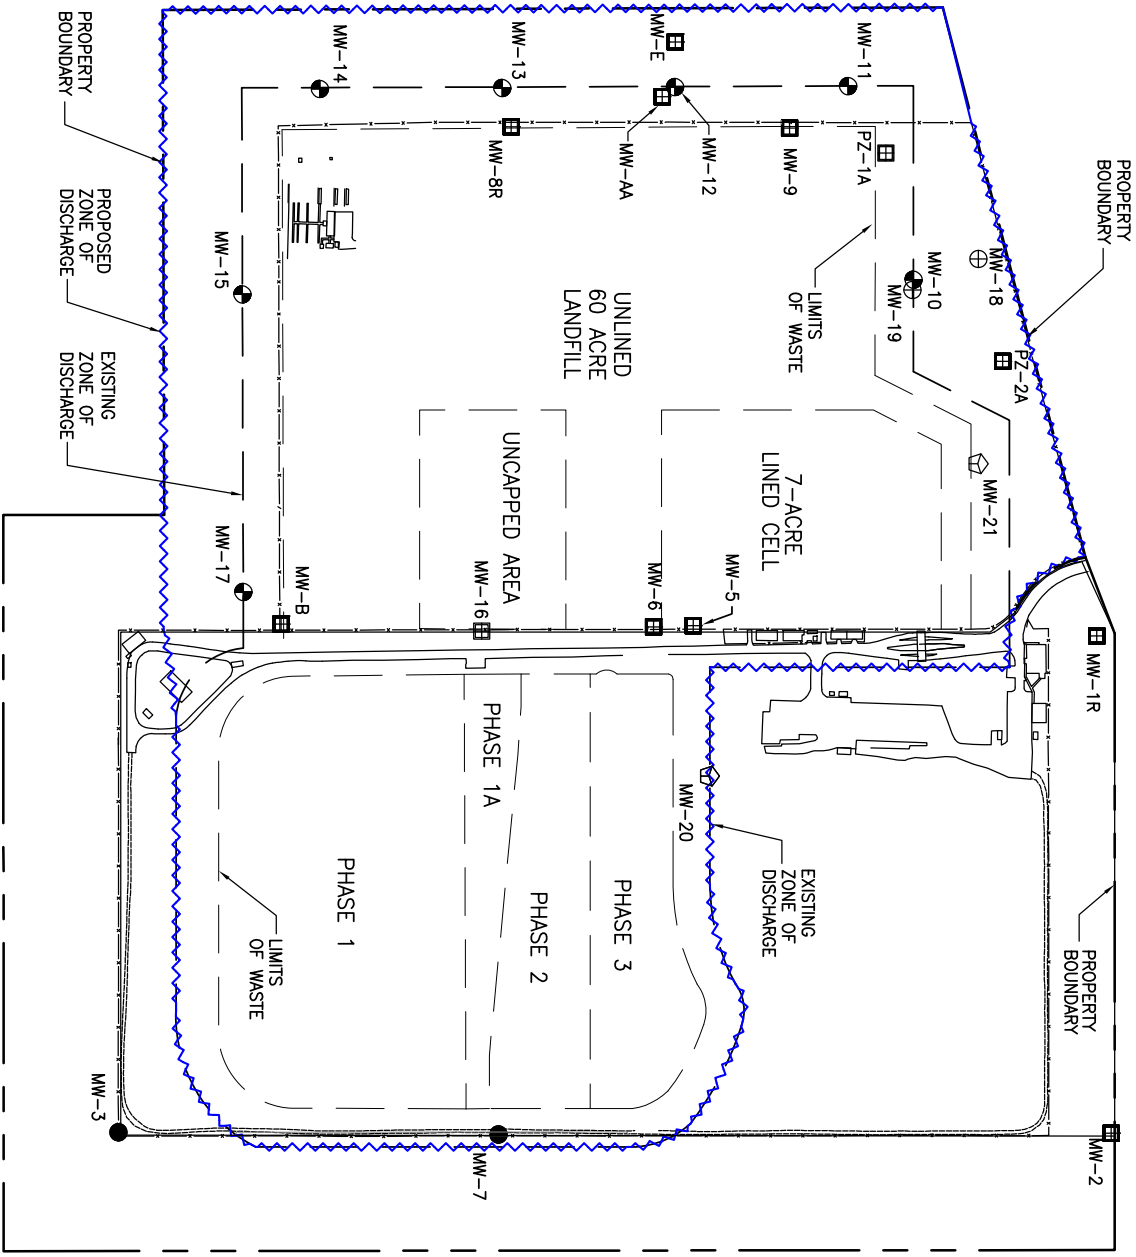 PROPERTY
BOUNDARY
MW-14
MW-13
MW-E
MW-11
PROPERTY
BOUNDARY
MW-8R
MW-AA
MW-12
MW-9
PZ-1A
PROPOSED
ZONE OF
DISCHARGE
MW-15
EXISTING
ZONE OF
DISCHARGE
UNLINED
60 ACRE
LANDFILL
LIMITS
OF WASTE
MW-10
MW-19
MW-18
PZ-2A
UNCAPPED AREA
7-ACRE
LINED CELL
MW-21
MW-17
MW-B
MW-16
MW-6
MW-5
MW-1R
PHASE 1A
MW-20
PHASE 1
PHASE 2
PHASE 3
EXISTING
ZONE OF
DISCHARGE
LIMITS
OF WASTE
PROPERTY
BOUNDARY
MW-3
MW-7
MW-2